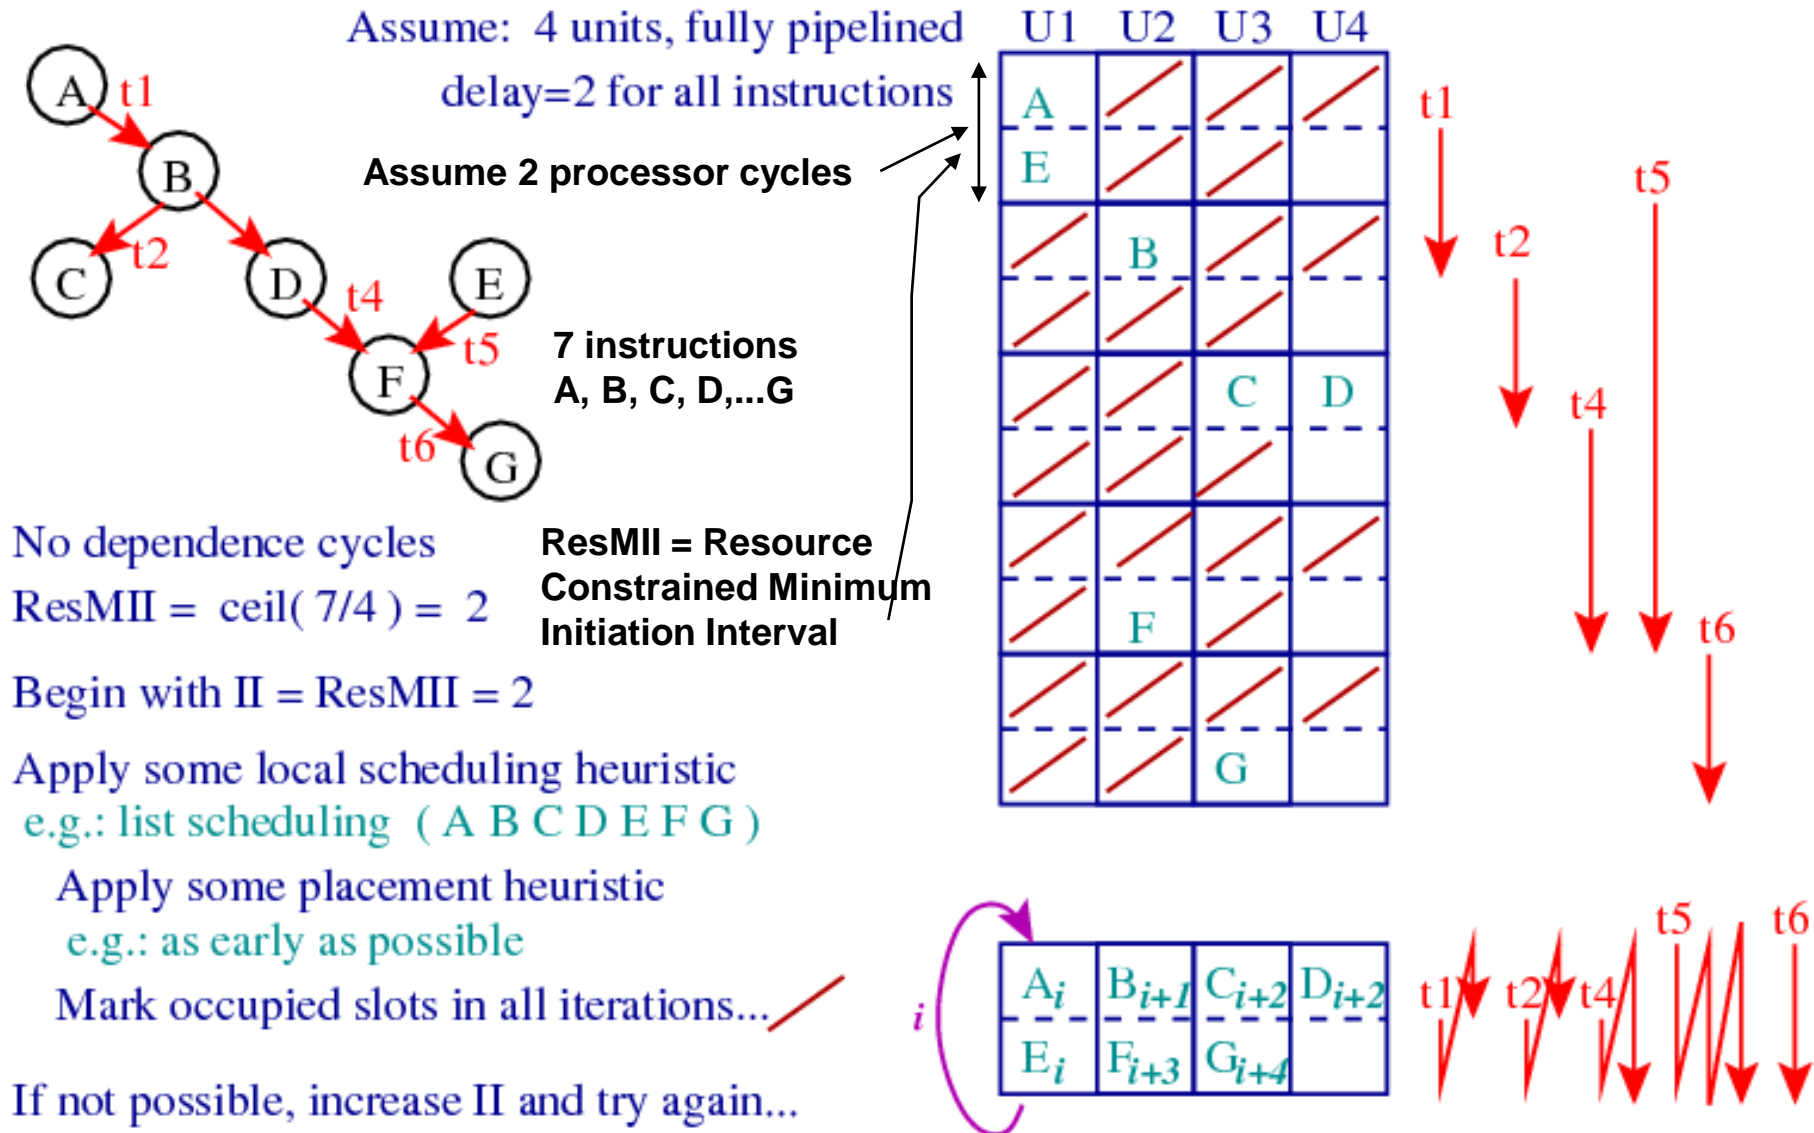 Assume: 4 units, fully pipelined
delay=2 for all instructions
Assume 2 processor cycles
A
t1
B
C
t2
D
t4
E
t5
F
t6
G
7 instructions
A, B, C, D,...G
No dependence cycles
ResMII = ceil( 7/4 ) = 2
ResMII = Resource
Constrained Minimum
Initiation Interval
Begin with II = ResMII = 2
Apply some local scheduling heuristic
e.g.: list scheduling ( A B C D E F G )
Apply some placement heuristic
e.g.: as early as possible
Mark occupied slots in all iterations...
If not possible, increase II and try again...
U1 U2 U3 U4
A
E
B
C D
F
G
t1
t5
t2
t4
t6
i
Ai Bi+1 Ci+2 Di+2
Ei Fi+3 Gi+4
t5 t6
t1 t2 t4